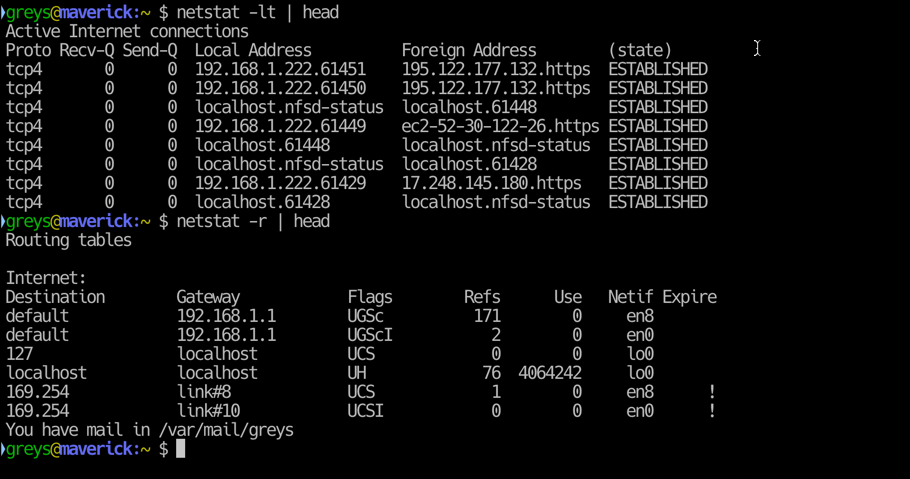 greys@maverick:~ $ netstat -lt | head
Active Internet connections
Proto Recv-Q Send-Q  Local Address          Foreign Address        (state)
tcp4       0      0  192.168.1.222.61451    195.122.177.132.https  ESTABLISHED
tcp4       0      0  192.168.1.222.61450    195.122.177.132.https  ESTABLISHED
tcp4       0      0  localhost.nfsd-status  localhost.61448        ESTABLISHED
tcp4       0      0  192.168.1.222.61449    ec2-52-30-122-26.https ESTABLISHED
tcp4       0      0  localhost.61448        localhost.nfsd-status  ESTABLISHED
tcp4       0      0  localhost.nfsd-status  localhost.61428        ESTABLISHED
tcp4       0      0  192.168.1.222.61429    17.248.145.180.https   ESTABLISHED
tcp4       0      0  localhost.61428        localhost.nfsd-status  ESTABLISHED
greys@maverick:~ $ netstat -r | head
Routing tables

Internet:
Destination        Gateway            Flags        Refs      Use   Netif Expire
default            192.168.1.1        UGSc          171        0     en8
default            192.168.1.1        UGScI           2        0     en0
127                localhost          UCS             0        0     lo0
localhost          localhost          UH             76  4064242     lo0
169.254            link#8             UCS             1        0     en8      !
169.254            link#10            UCSI            0        0     en0      !
You have mail in /var/mail/greys
greys@maverick:~ $